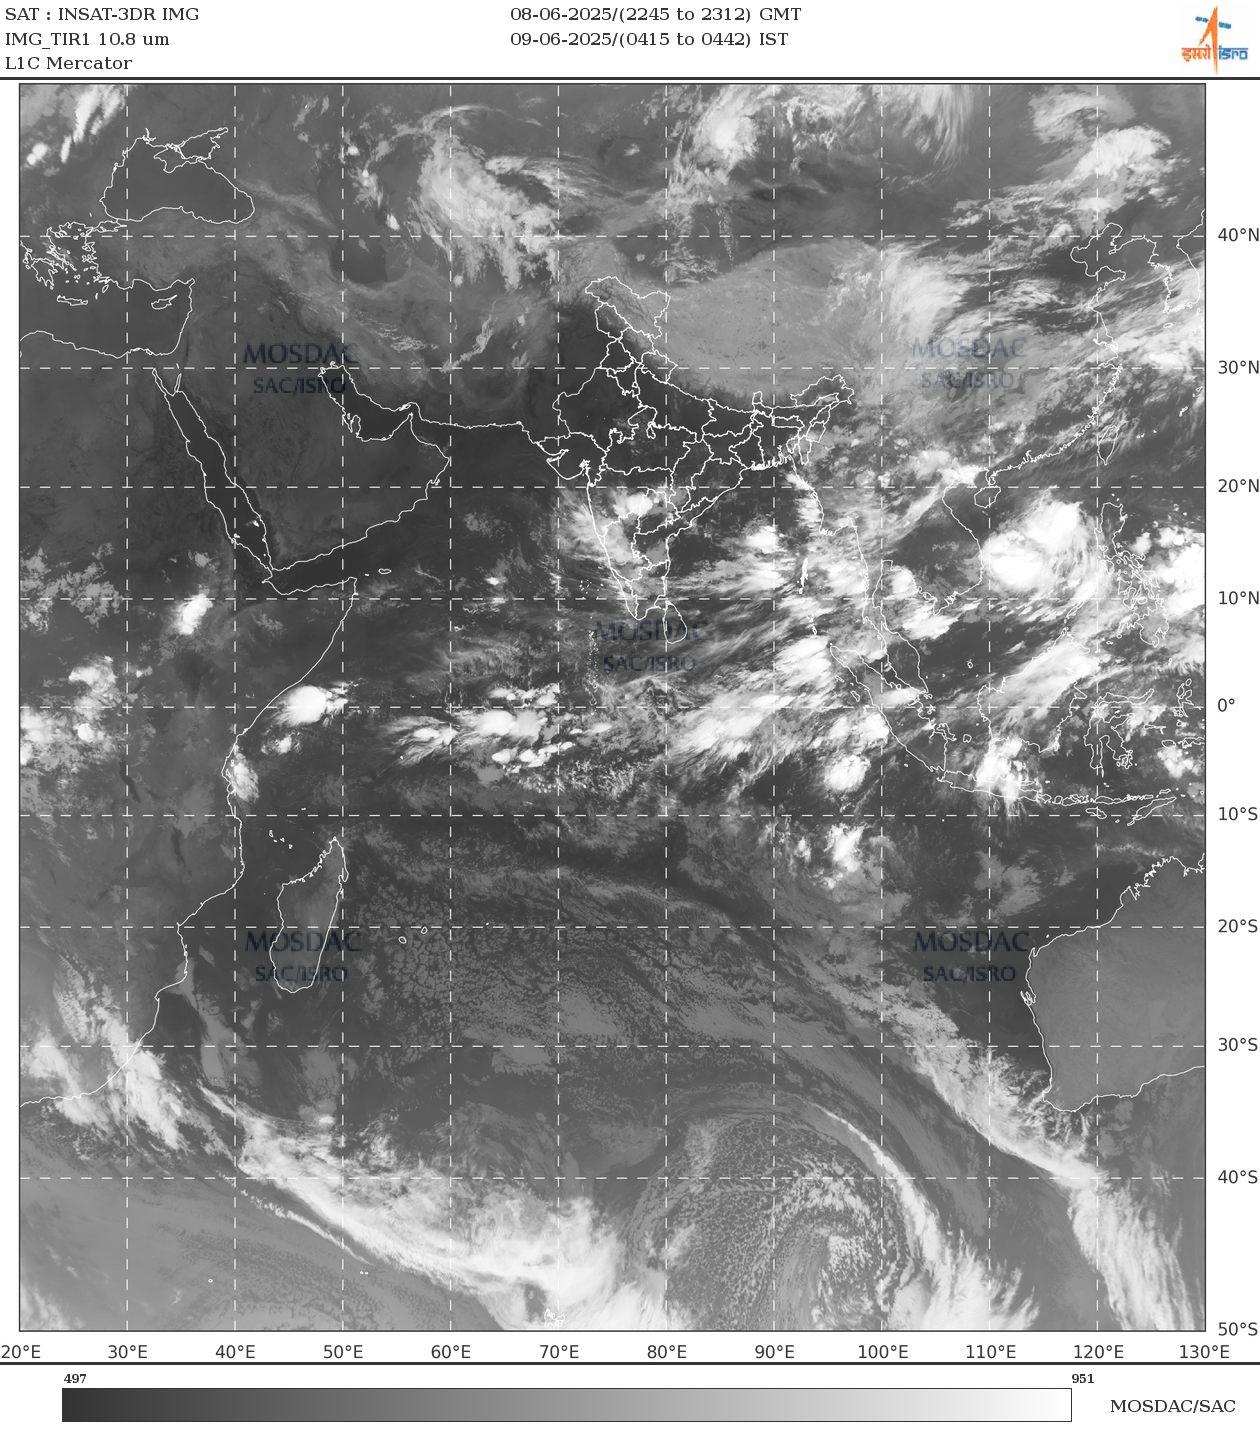 SAT : INSAT-3DR IMG
IMG_TIR1 10.8 um
L1C Mercator
08-06-2025/(2245 to 2312) GMT
09-06-2025/(0415 to 0442) IST
इसरो isro
MOSDAC
SAC/ISRO
MOSDAC
SAC/ISRO
MOSDAC
SAC/ISRO
MOSDAC
SAC/ISRO
MOSDAC
SAC/ISRO
40°N
30°N
20°N
10°N
0°
10°S
20°S
30°S
40°S
50°S
20°E 30°E 40°E 50°E 60°E 70°E 80°E 90°E 100°E 110°E 120°E 130°E
497 951
MOSDAC/SAC